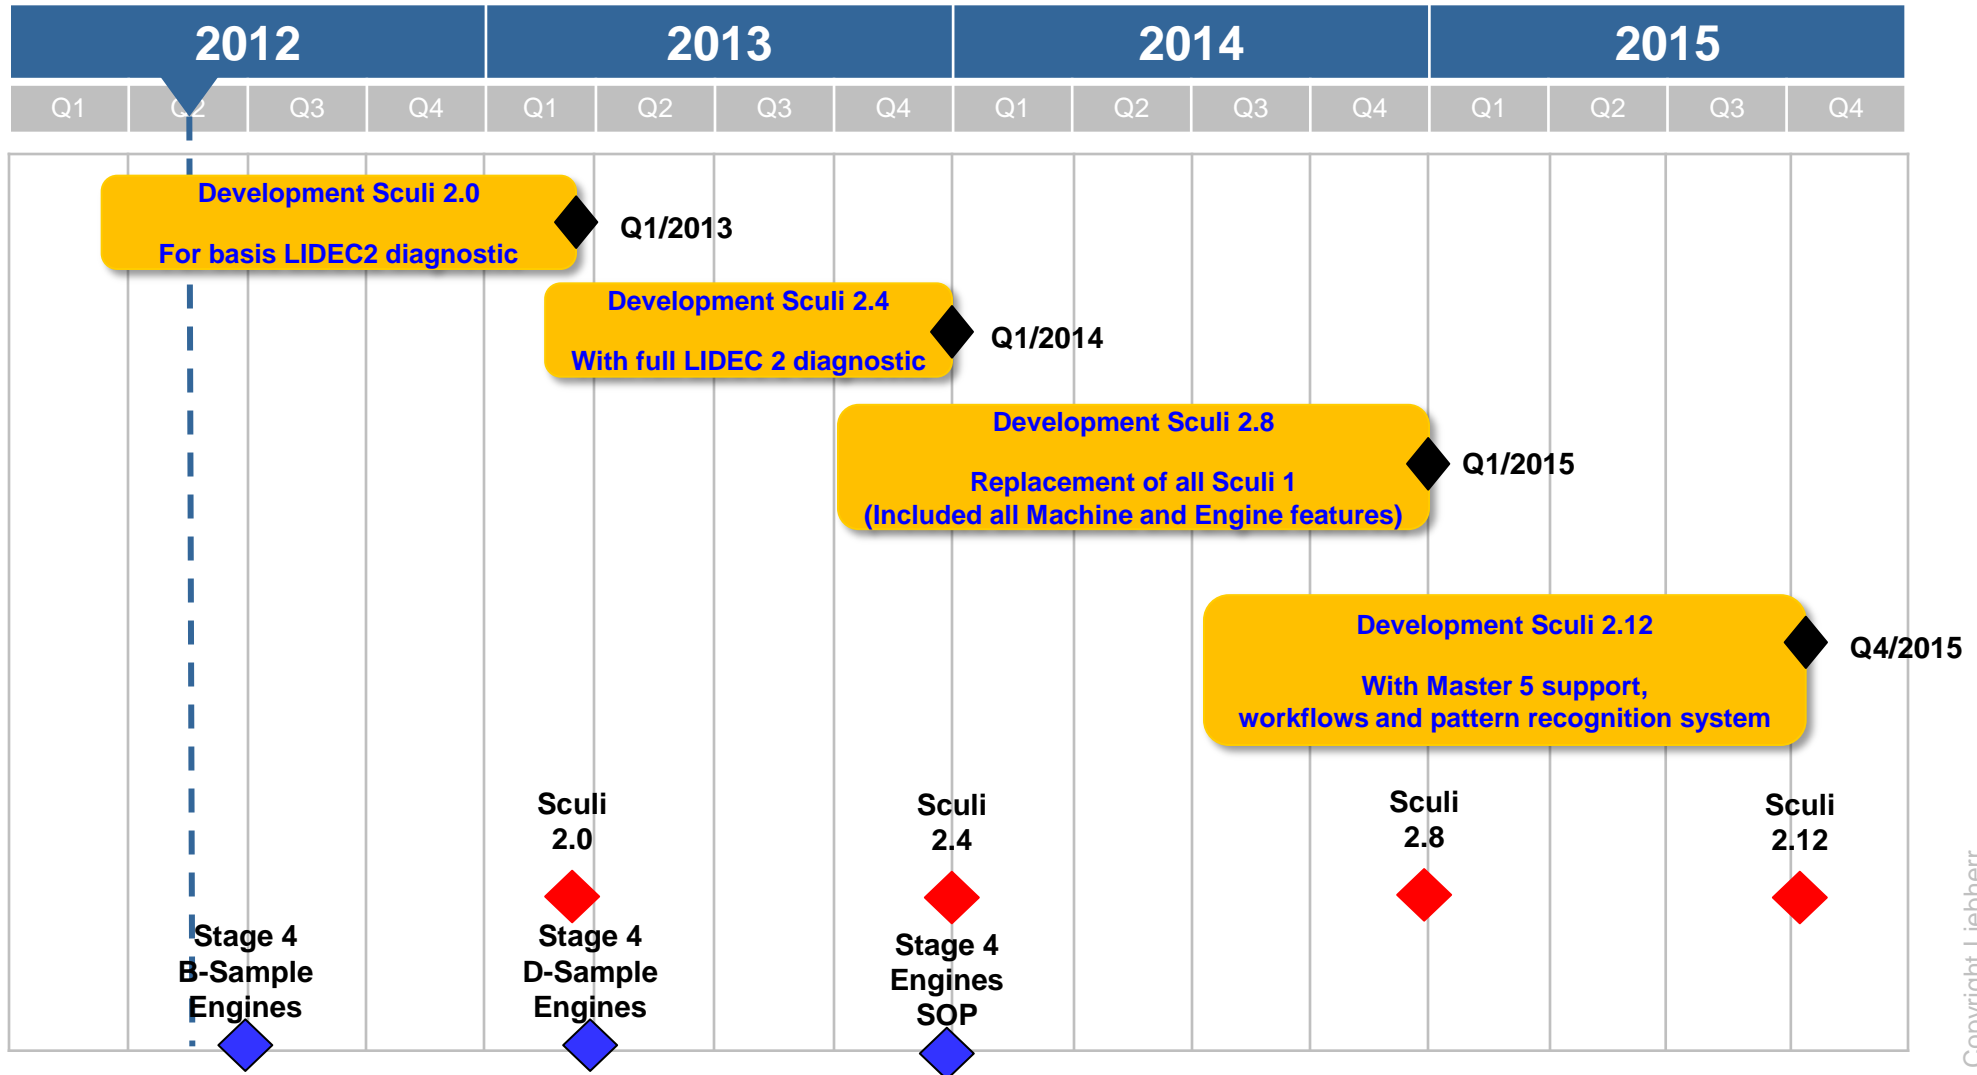 2012 2013 2014 2015
Q1 Q2 Q3 Q4 Q1 Q2 Q3 Q4 Q1 Q2 Q3 Q4 Q1 Q2 Q3 Q4
Development Sculi 2.0
For basis LIDEC2 diagnostic
Q1/2013
Development Sculi 2.4
With full LIDEC 2 diagnostic
Q1/2014
Development Sculi 2.8
Replacement of all Sculi 1
(Included all Machine and Engine features)
Q1/2015
Development Sculi 2.12
With Master 5 support,
workflows and pattern recognition system
Q4/2015
Sculi
2.0
Sculi
2.4
Sculi
2.8
Sculi
2.12
Stage 4
B-Sample
Engines
Stage 4
D-Sample
Engines
Stage 4
Engines
SOP
Copyright Liebherr